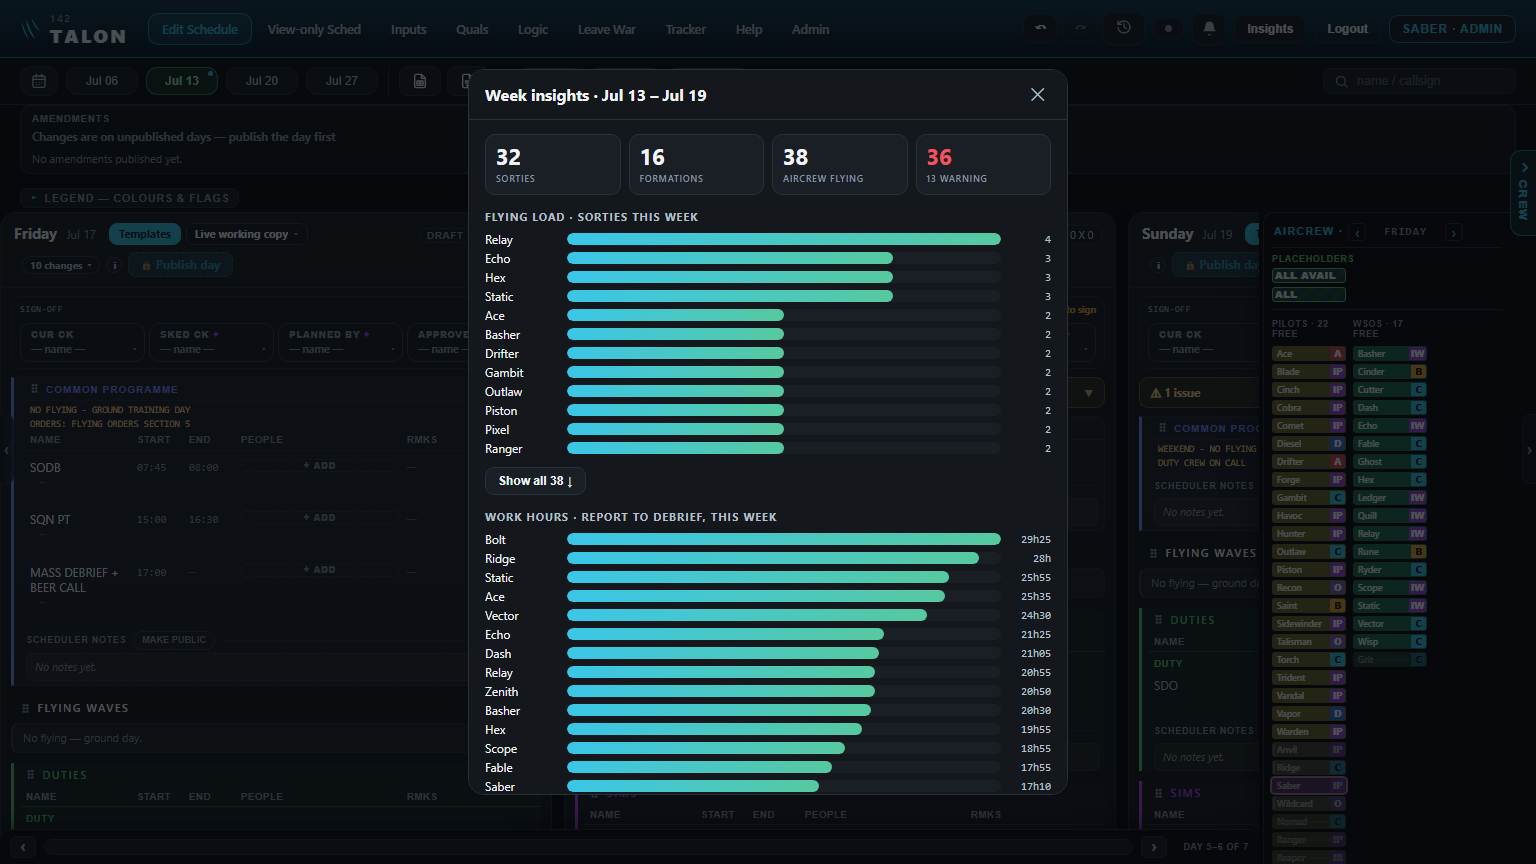 142
TALON
Edit Schedule
View-only Sched
Inputs
Quals
Logic
Leave War
Tracker
Help
Admin
Insights
Logout
SABER · ADMIN
Jul 06
Jul 13
Jul 20
Jul 27
name / callsign
AMENDMENTS
Changes are on unpublished days — publish the day first
No amendments published yet.
LEGEND — COLOURS & FLAGS
CREW
Week insights · Jul 13 – Jul 19
32
SORTIES
16
FORMATIONS
38
AIRCREW FLYING
36
13 WARNING
FLYING LOAD · SORTIES THIS WEEK
Relay 4
Echo 3
Hex 3
Static 3
Ace 2
Basher 2
Drifter 2
Gambit 2
Outlaw 2
Piston 2
Pixel 2
Ranger 2
Show all 38 ↓
WORK HOURS · REPORT TO DEBRIEF, THIS WEEK
Bolt 29h25
Ridge 28h
Static 25h55
Ace 25h35
Vector 24h30
Echo 21h25
Dash 21h05
Relay 20h55
Zenith 20h50
Basher 20h30
Hex 19h55
Scope 18h55
Fable 17h55
Saber 17h10
Friday Jul 17
Templates
Live working copy
DRAFT
10 changes
i
Publish day
SIGN-OFF
CUR CK
— name —
SKED CK
— name —
PLANNED BY
— name —
APPROVE
— name
COMMON PROGRAMME
NO FLYING - GROUND TRAINING DAY
ORDERS: FLYING ORDERS SECTION 5
NAME START END PEOPLE RMKS
SODB 07:45 08:00 + ADD —
SQN PT 15:00 16:30 + ADD —
MASS DEBRIEF +
BEER CALL
17:00 — + ADD —
SCHEDULER NOTES
MAKE PUBLIC
No notes yet.
FLYING WAVES
No flying — ground day.
DUTIES
NAME START END PEOPLE RMKS
DUTY
to sign
NAME START END PEOPLE RMKS
Sunday Jul 19
i
Publish da
SIGN-OFF
CUR CK
— name —
1 issue
COMMON PROG
WEEKEND - NO FLYING
DUTY CREW ON CALL
SCHEDULER NOTES
No notes yet.
FLYING WAVES
No flying — ground da
DUTIES
NAME
DUTY
SDO
SCHEDULER NOTES
No notes yet.
SIMS
NAME
AIRCREW ·
FRIDAY
PLACEHOLDERS
ALL AVAIL
ALL
PILOTS · 22
FREE
Ace A
Blade IP
Cinch IP
Cobra IP
Comet IP
Diesel D
Drifter A
Forge IP
Gambit C
Havoc IP
Hunter IP
Outlaw C
Piston IP
Recon O
Saint B
Sidewinder IP
Talisman O
Torch C
Trident IP
Vandal IP
Vapor D
Warden IP
Anvil IP
Ridge C
Saber IP
Wildcard O
Nomad C
Ranger IP
Reaper IP
WSOS · 17
FREE
Basher IW
Cinder B
Cutter C
Dash C
Echo IW
Fable C
Ghost C
Hex C
Ledger IW
Quill IW
Relay IW
Rune B
Ryder C
Scope IW
Static IW
Vector C
Wisp C
Grit C
DAY 5–6 OF 7